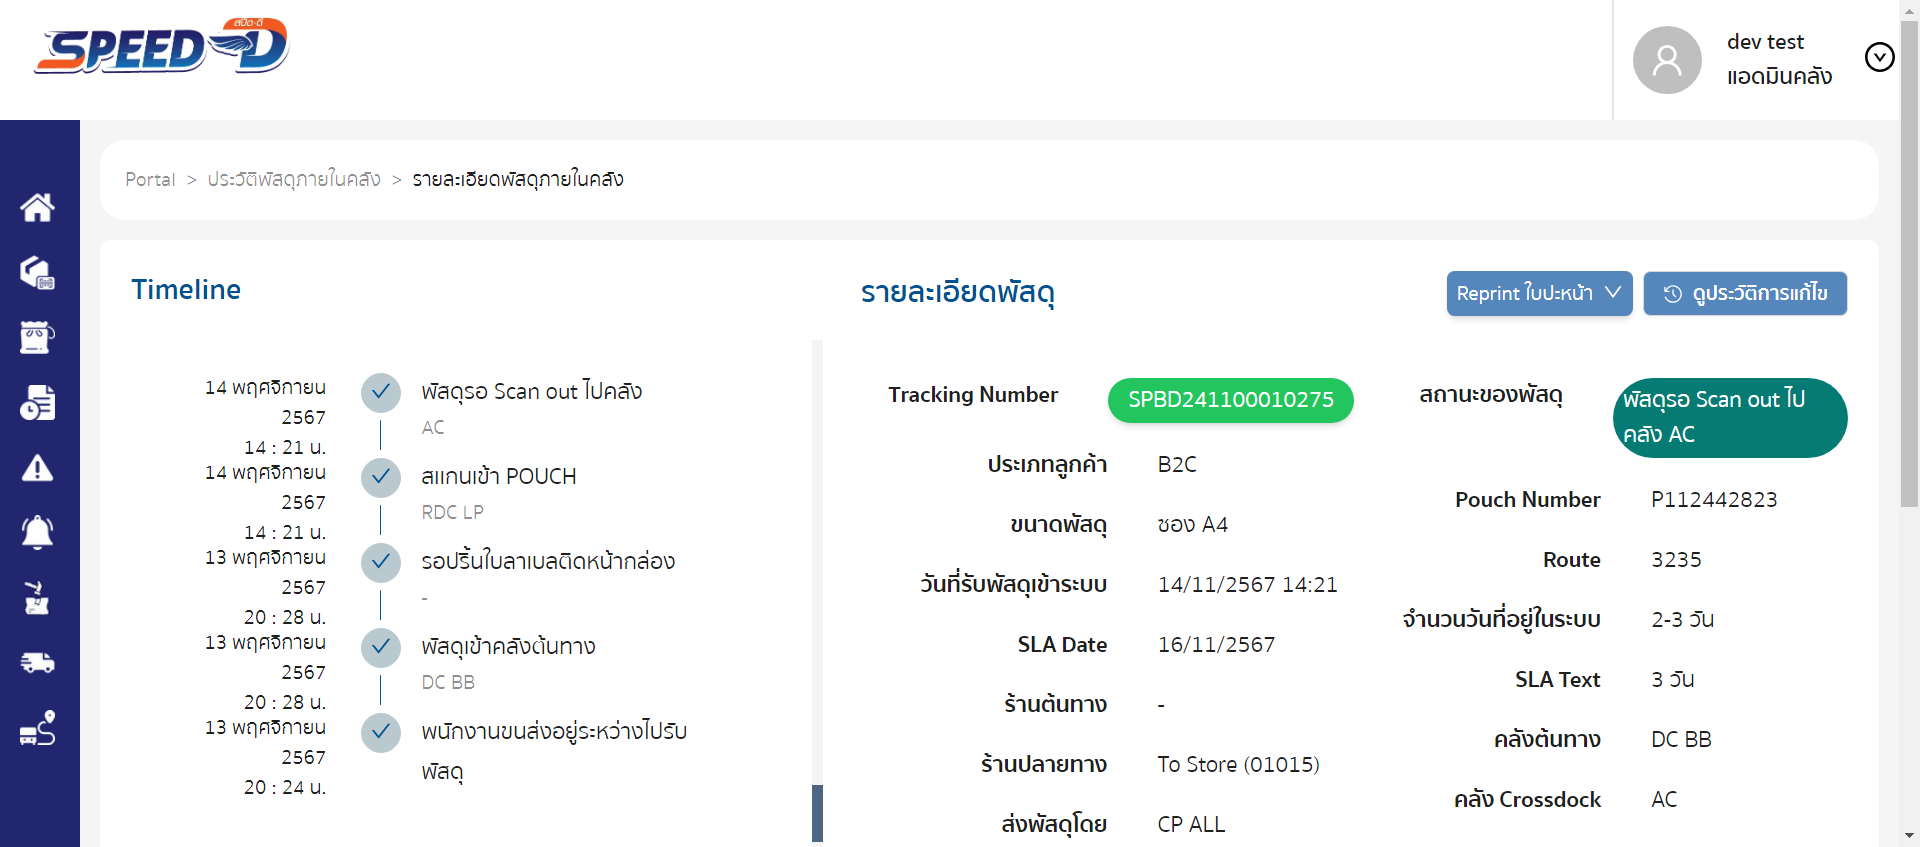 สปีด-ดี
SPEED-D
dev test
แอดมินคลัง
Portal > ประวัติพัสดุภายในคลัง > รายละเอียดพัสดุภายในคลัง
Timeline
14 พฤศจิกายน
2567
14 : 21 น.
พัสดุรอ Scan out ไปคลัง
AC
14 พฤศจิกายน
2567
14 : 21 น.
สแกนเข้า POUCH
RDC LP
13 พฤศจิกายน
2567
20 : 28 น.
รอปริ้นใบลาเบลติดหน้ากล่อง
-
13 พฤศจิกายน
2567
20 : 28 น.
พัสดุเข้าคลังต้นทาง
DC BB
13 พฤศจิกายน
2567
20 : 24 น.
พนักงานขนส่งอยู่ระหว่างไปรับ
พัสดุ
รายละเอียดพัสดุ
Reprint ใบปะหน้า
ดูประวัติการแก้ไข
Tracking Number SPBD241100010275
ประเภทลูกค้า B2C
ขนาดพัสดุ ซอง A4
วันที่รับพัสดุเข้าระบบ 14/11/2567 14:21
SLA Date 16/11/2567
ร้านต้นทาง -
ร้านปลายทาง To Store (01015)
ส่งพัสดุโดย CP ALL
สถานะของพัสดุ พัสดุรอ Scan out ไป
คลัง AC
Pouch Number P112442823
Route 3235
จำนวนวันที่อยู่ในระบบ 2-3 วัน
SLA Text 3 วัน
คลังต้นทาง DC BB
คลัง Crossdock AC